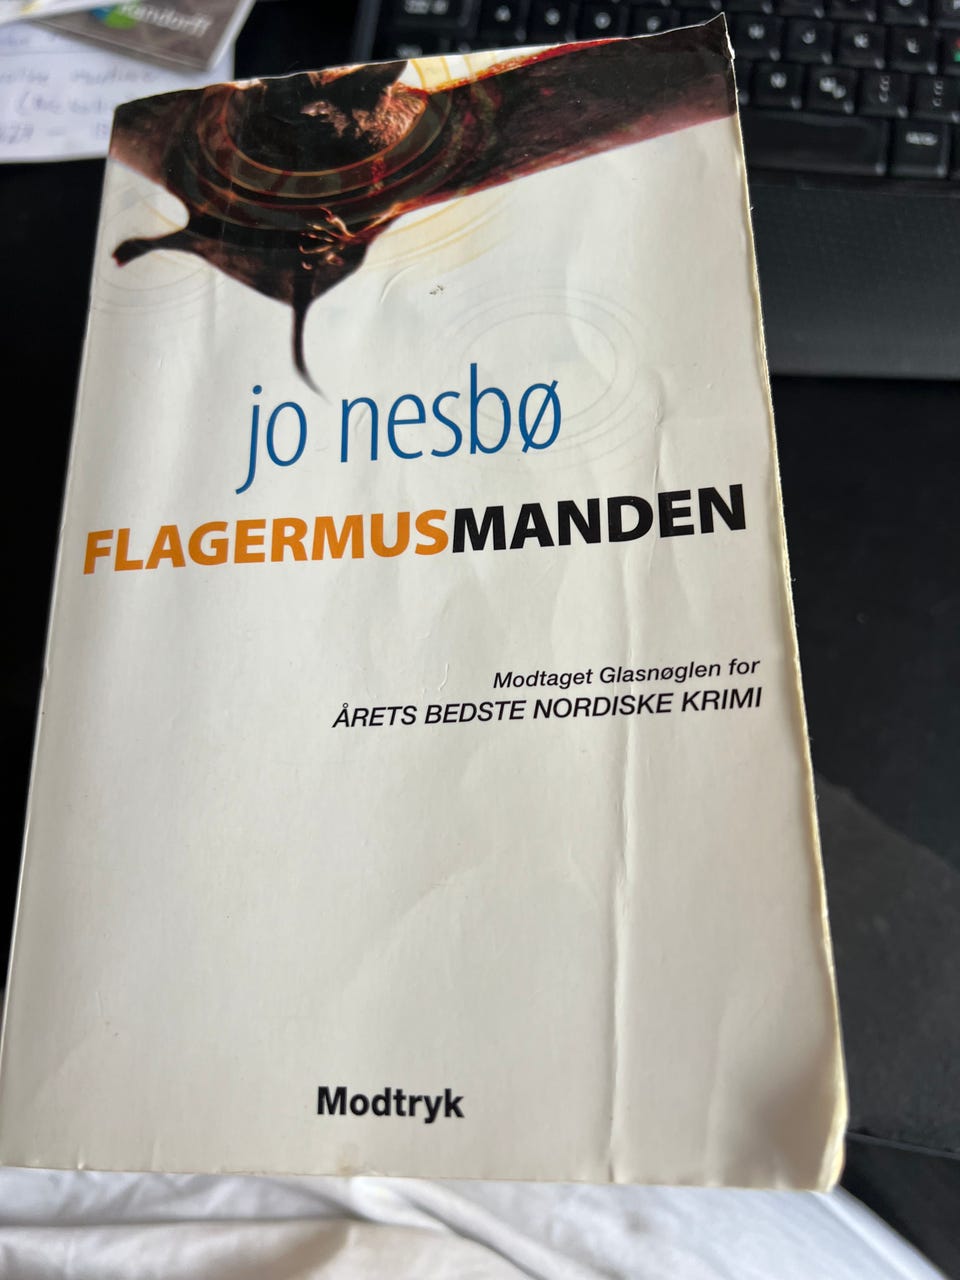 jo nesbø
FLAGERMUSMANDEN
Modtaget Glasnøglen for
ÅRETS BEDSTE NORDISKE KRIMI
Modtryk